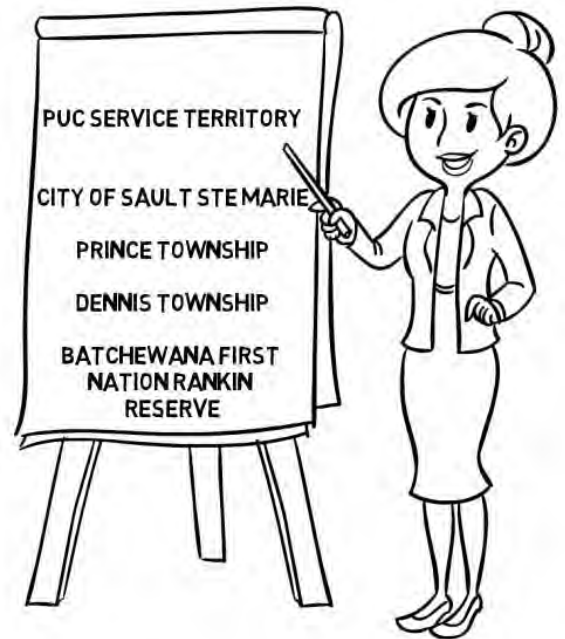 PUC SERVICE TERRITORY
CITY OF SAULT STE MARIE
PRINCE TOWNSHIP
DENNIS TOWNSHIP
BATCHEWANA FIRST
NATION RANKIN
RESERVE